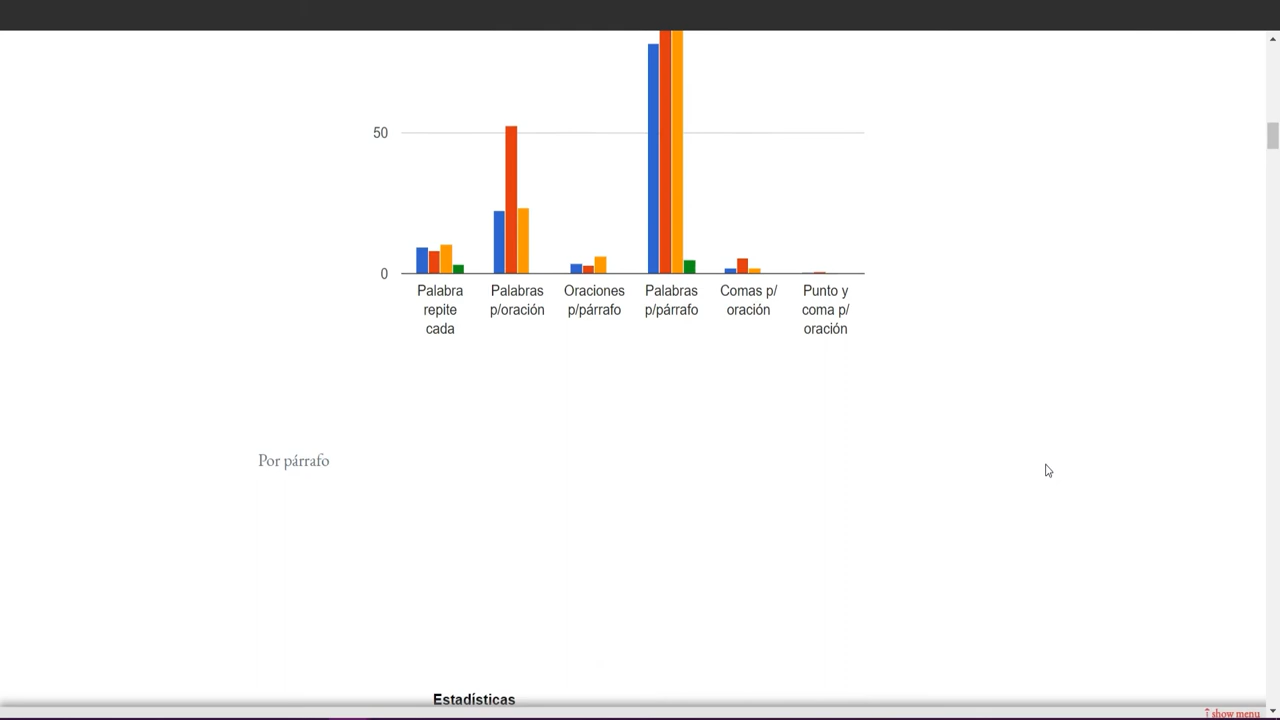 50
0
Palabra repite cada
Palabras p/oración
Oraciones p/párrafo
Palabras p/párrafo
Comas p/ oración
Punto y coma p/ oración
Por párrafo
Estadísticas
show menu